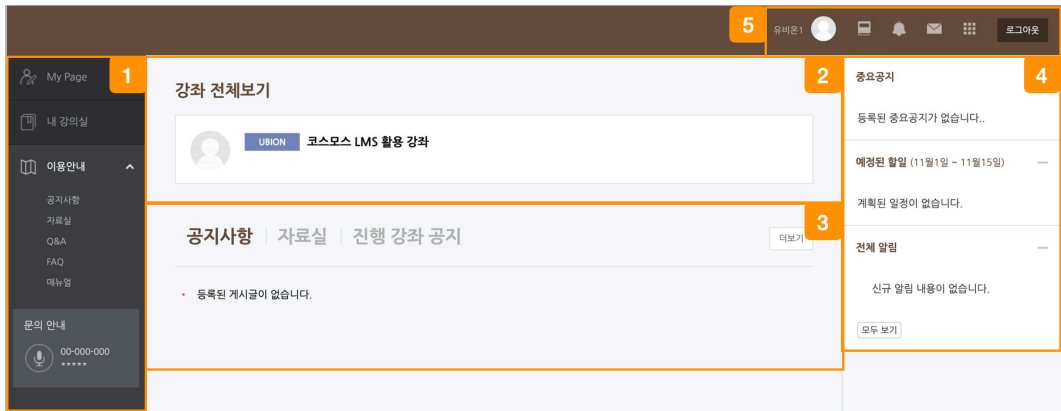 5
유비온1
로그아웃
1
My Page
내 강의실
이용안내
공지사항
자료실
Q&A
FAQ
매뉴얼
문의 안내
00-000-000
*****
2
강좌 전체보기
UBION 코스모스 LMS 활용 강좌
3
공지사항 | 자료실 | 진행 강좌 공지
더보기
• 등록된 게시글이 없습니다.
4
중요공지
등록된 중요공지가 없습니다..
예정된 할일 (11월1일 ~ 11월15일)
계획된 일정이 없습니다.
전체 알림
신규 알림 내용이 없습니다.
모두 보기